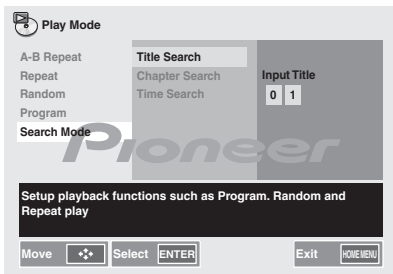 Play Mode
A-B Repeat
Repeat
Random
Program
Search Mode
Title Search
Chapter Search
Time Search
Input Title
0 1
Pioneer
Setup playback functions such as Program. Random and
Repeat play
Move Select ENTER Exit HOME MENU